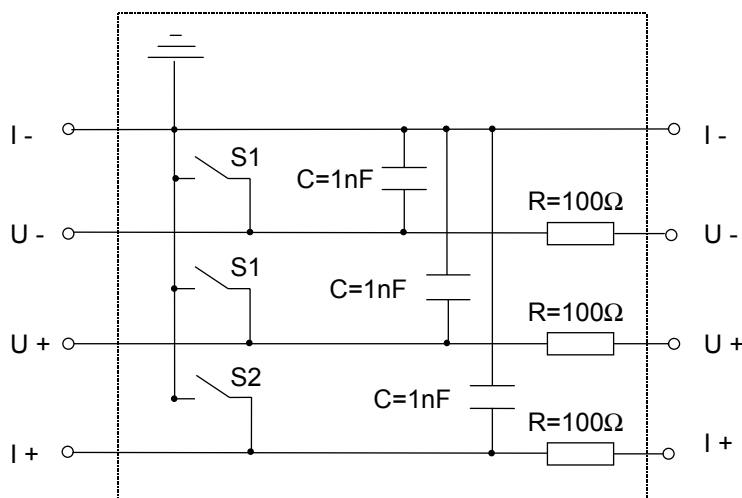 I -
I -
S1
C=1nF
R=100Ω
U -
U -
S1
C=1nF
R=100Ω
U +
U +
S2
C=1nF
R=100Ω
I +
I +